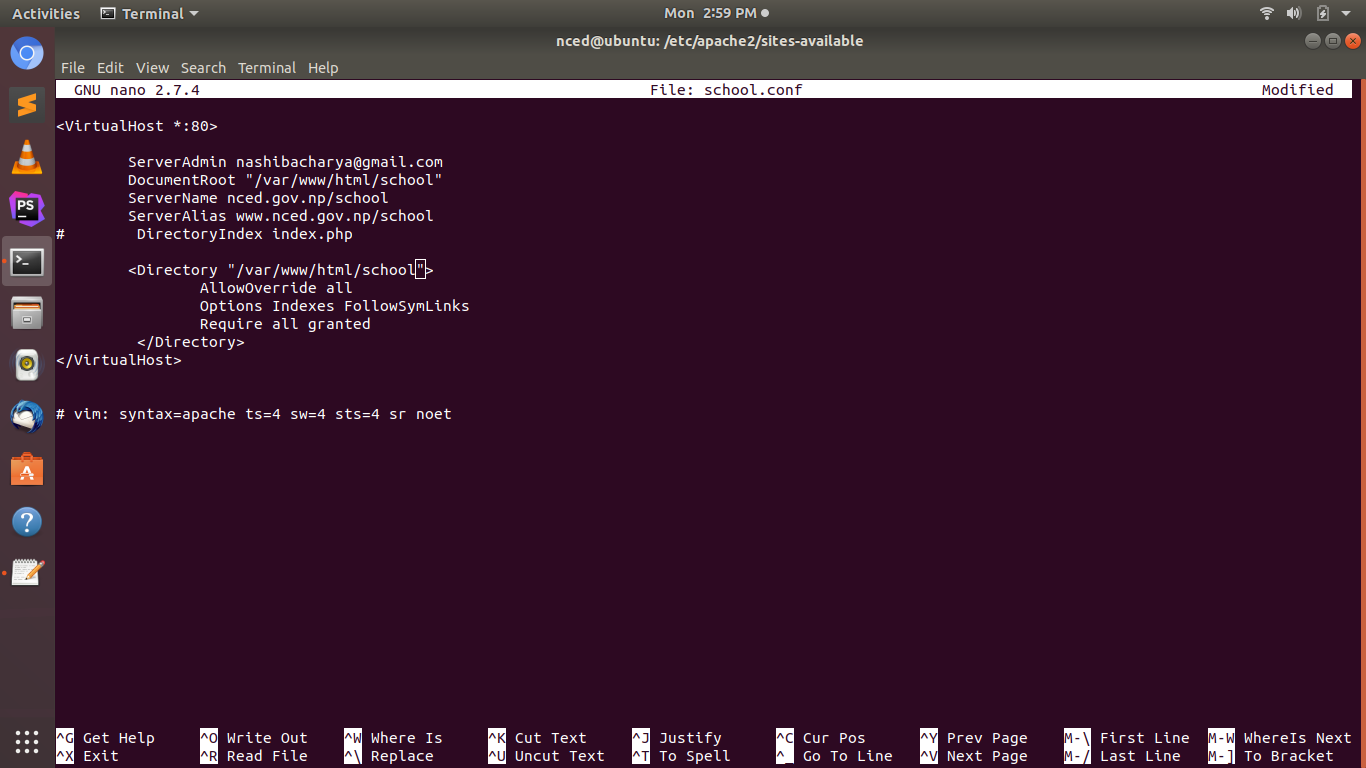 Activities Terminal Mon 2:59 PM
nced@ubuntu: /etc/apache2/sites-available
File Edit View Search Terminal Help
GNU nano 2.7.4 File: school.conf Modified
<VirtualHost *:80>
ServerAdmin nashibacharya@gmail.com
DocumentRoot "/var/www/html/school"
ServerName nced.gov.np/school
ServerAlias www.nced.gov.np/school
# DirectoryIndex index.php
<Directory "/var/www/html/school">
AllowOverride all
Options Indexes FollowSymLinks
Require all granted
</Directory>
</VirtualHost>
# vim: syntax=apache ts=4 sw=4 sts=4 sr noet
^G Get Help ^O Write Out ^W Where Is ^K Cut Text ^J Justify ^C Cur Pos ^Y Prev Page M-\ First Line M-W WhereIs Next
^X Exit ^R Read File ^\ Replace ^U Uncut Text ^T To Spell ^_ Go To Line ^V Next Page M-/ Last Line M-] To Bracket
PS